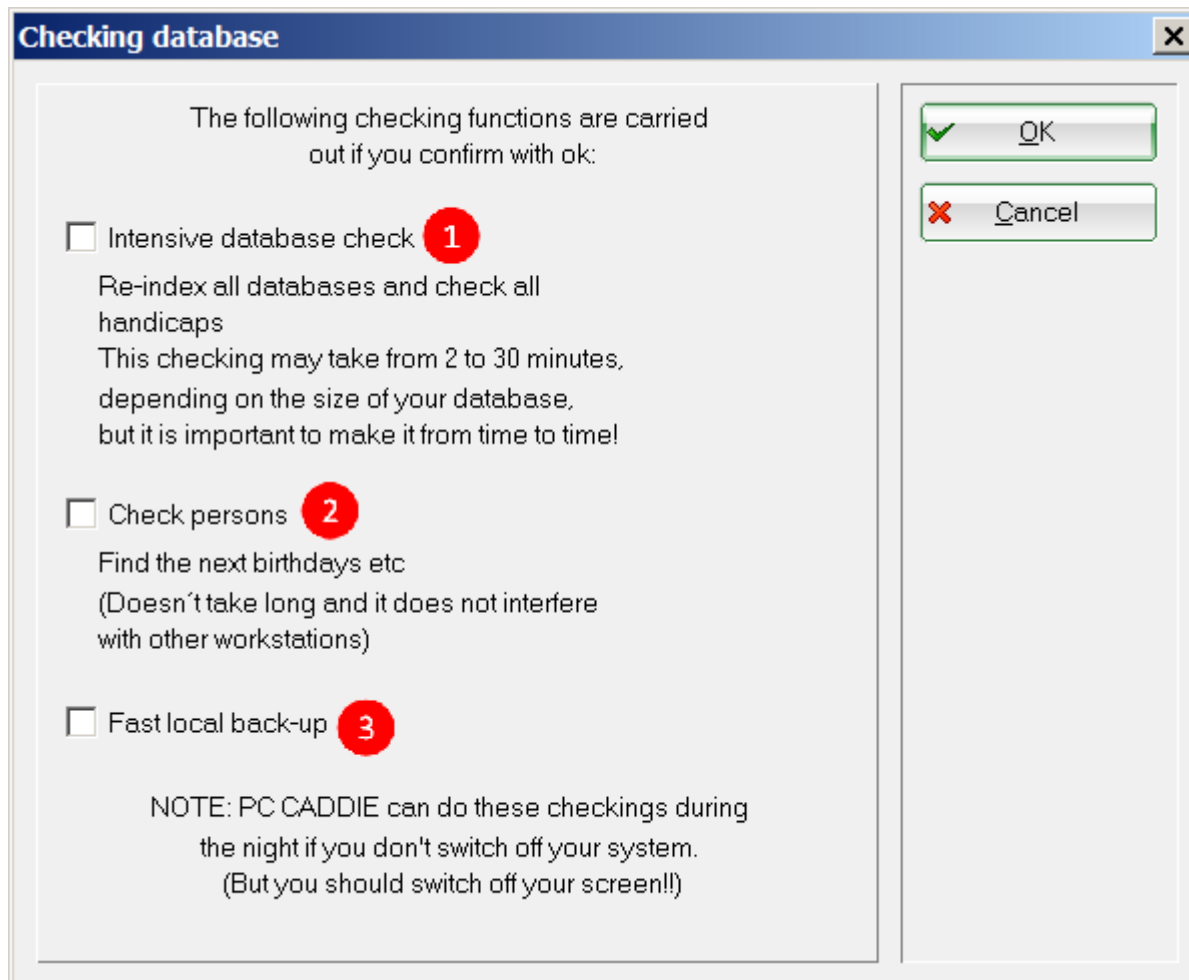 Checking database
The following checking functions are carried
out if you confirm with ok:
Intensive database check 1
Re-index all databases and check all
handicaps
This checking may take from 2 to 30 minutes,
depending on the size of your database,
but it is important to make it from time to time!
Check persons 2
Find the next birthdays etc
(Doesn´t take long and it does not interfere
with other workstations)
Fast local back-up 3
NOTE: PC CADDIE can do these checkings during
the night if you don't switch off your system.
(But you should switch off your screen!!)
OK
Cancel